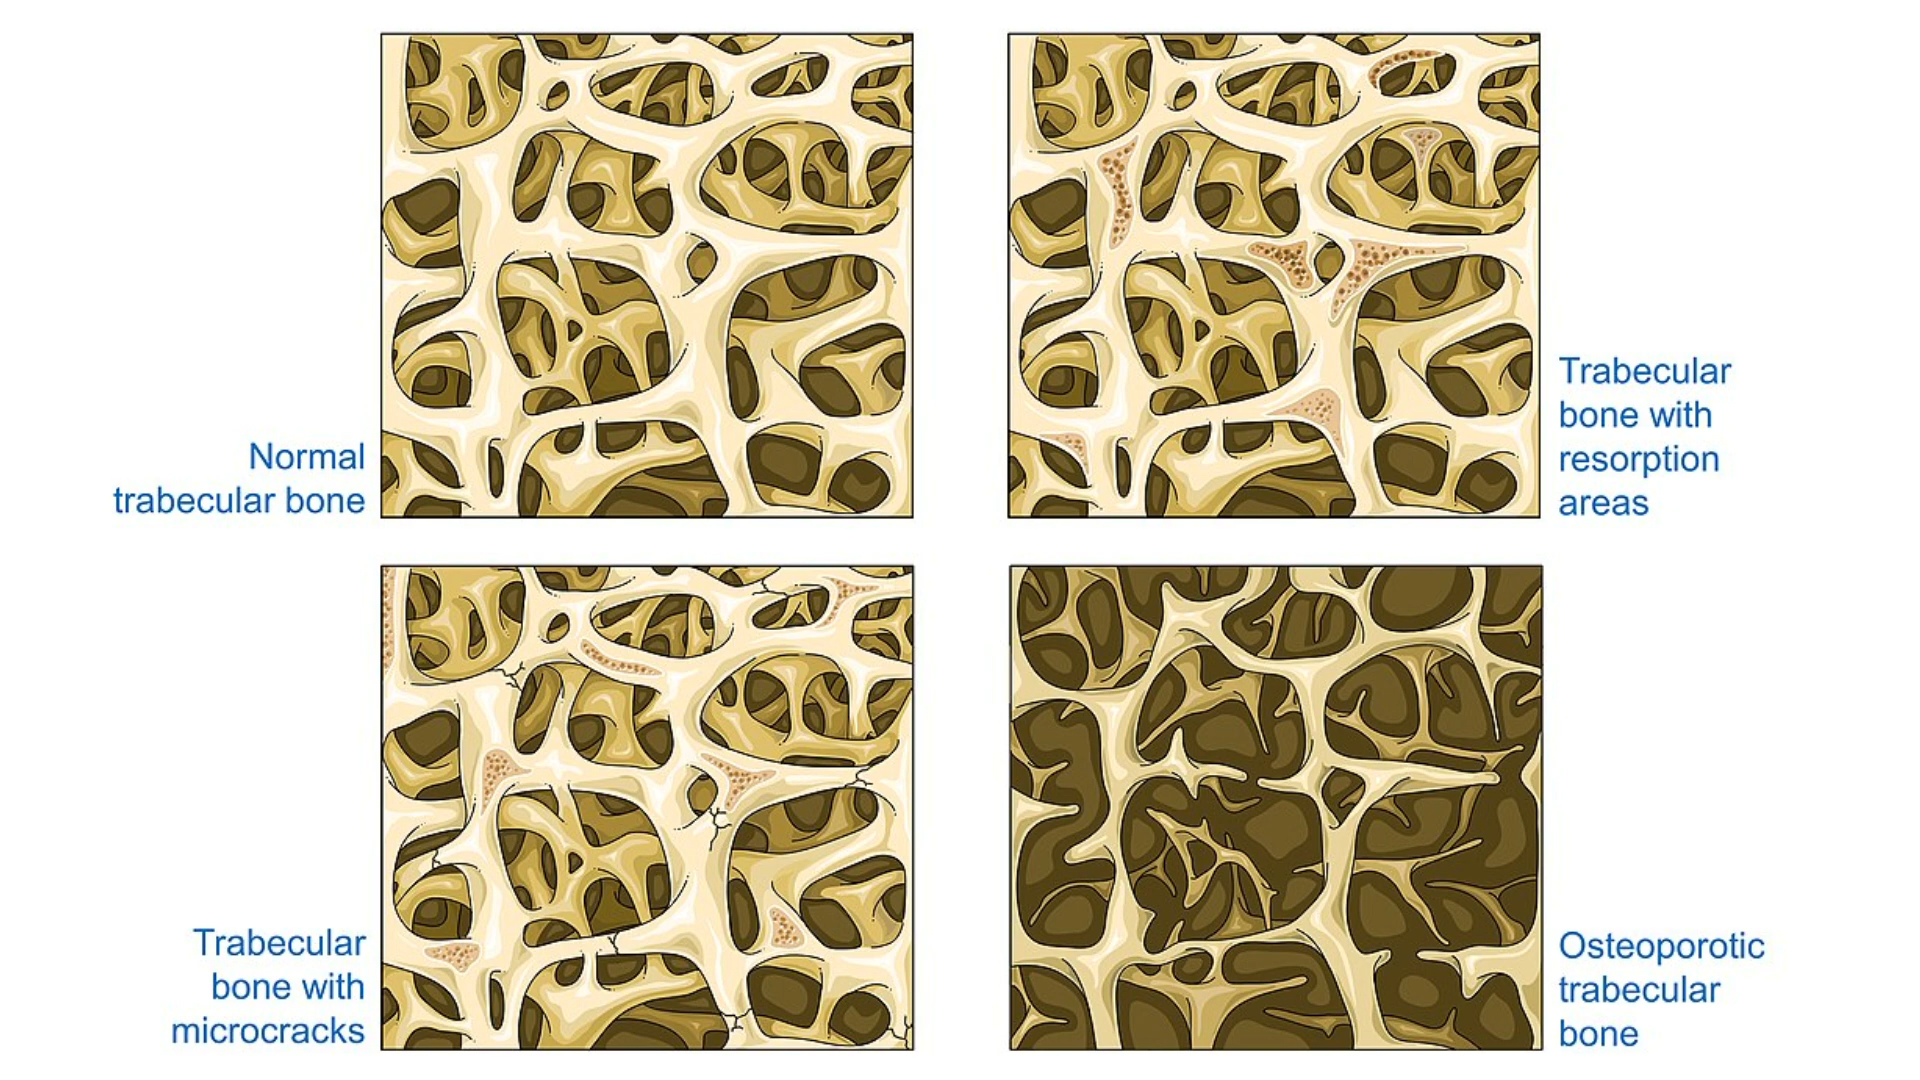 Normal
trabecular bone
Trabecular
bone with
resorption
areas
Trabecular
bone with
microcracks
Osteoporotic
trabecular
bone